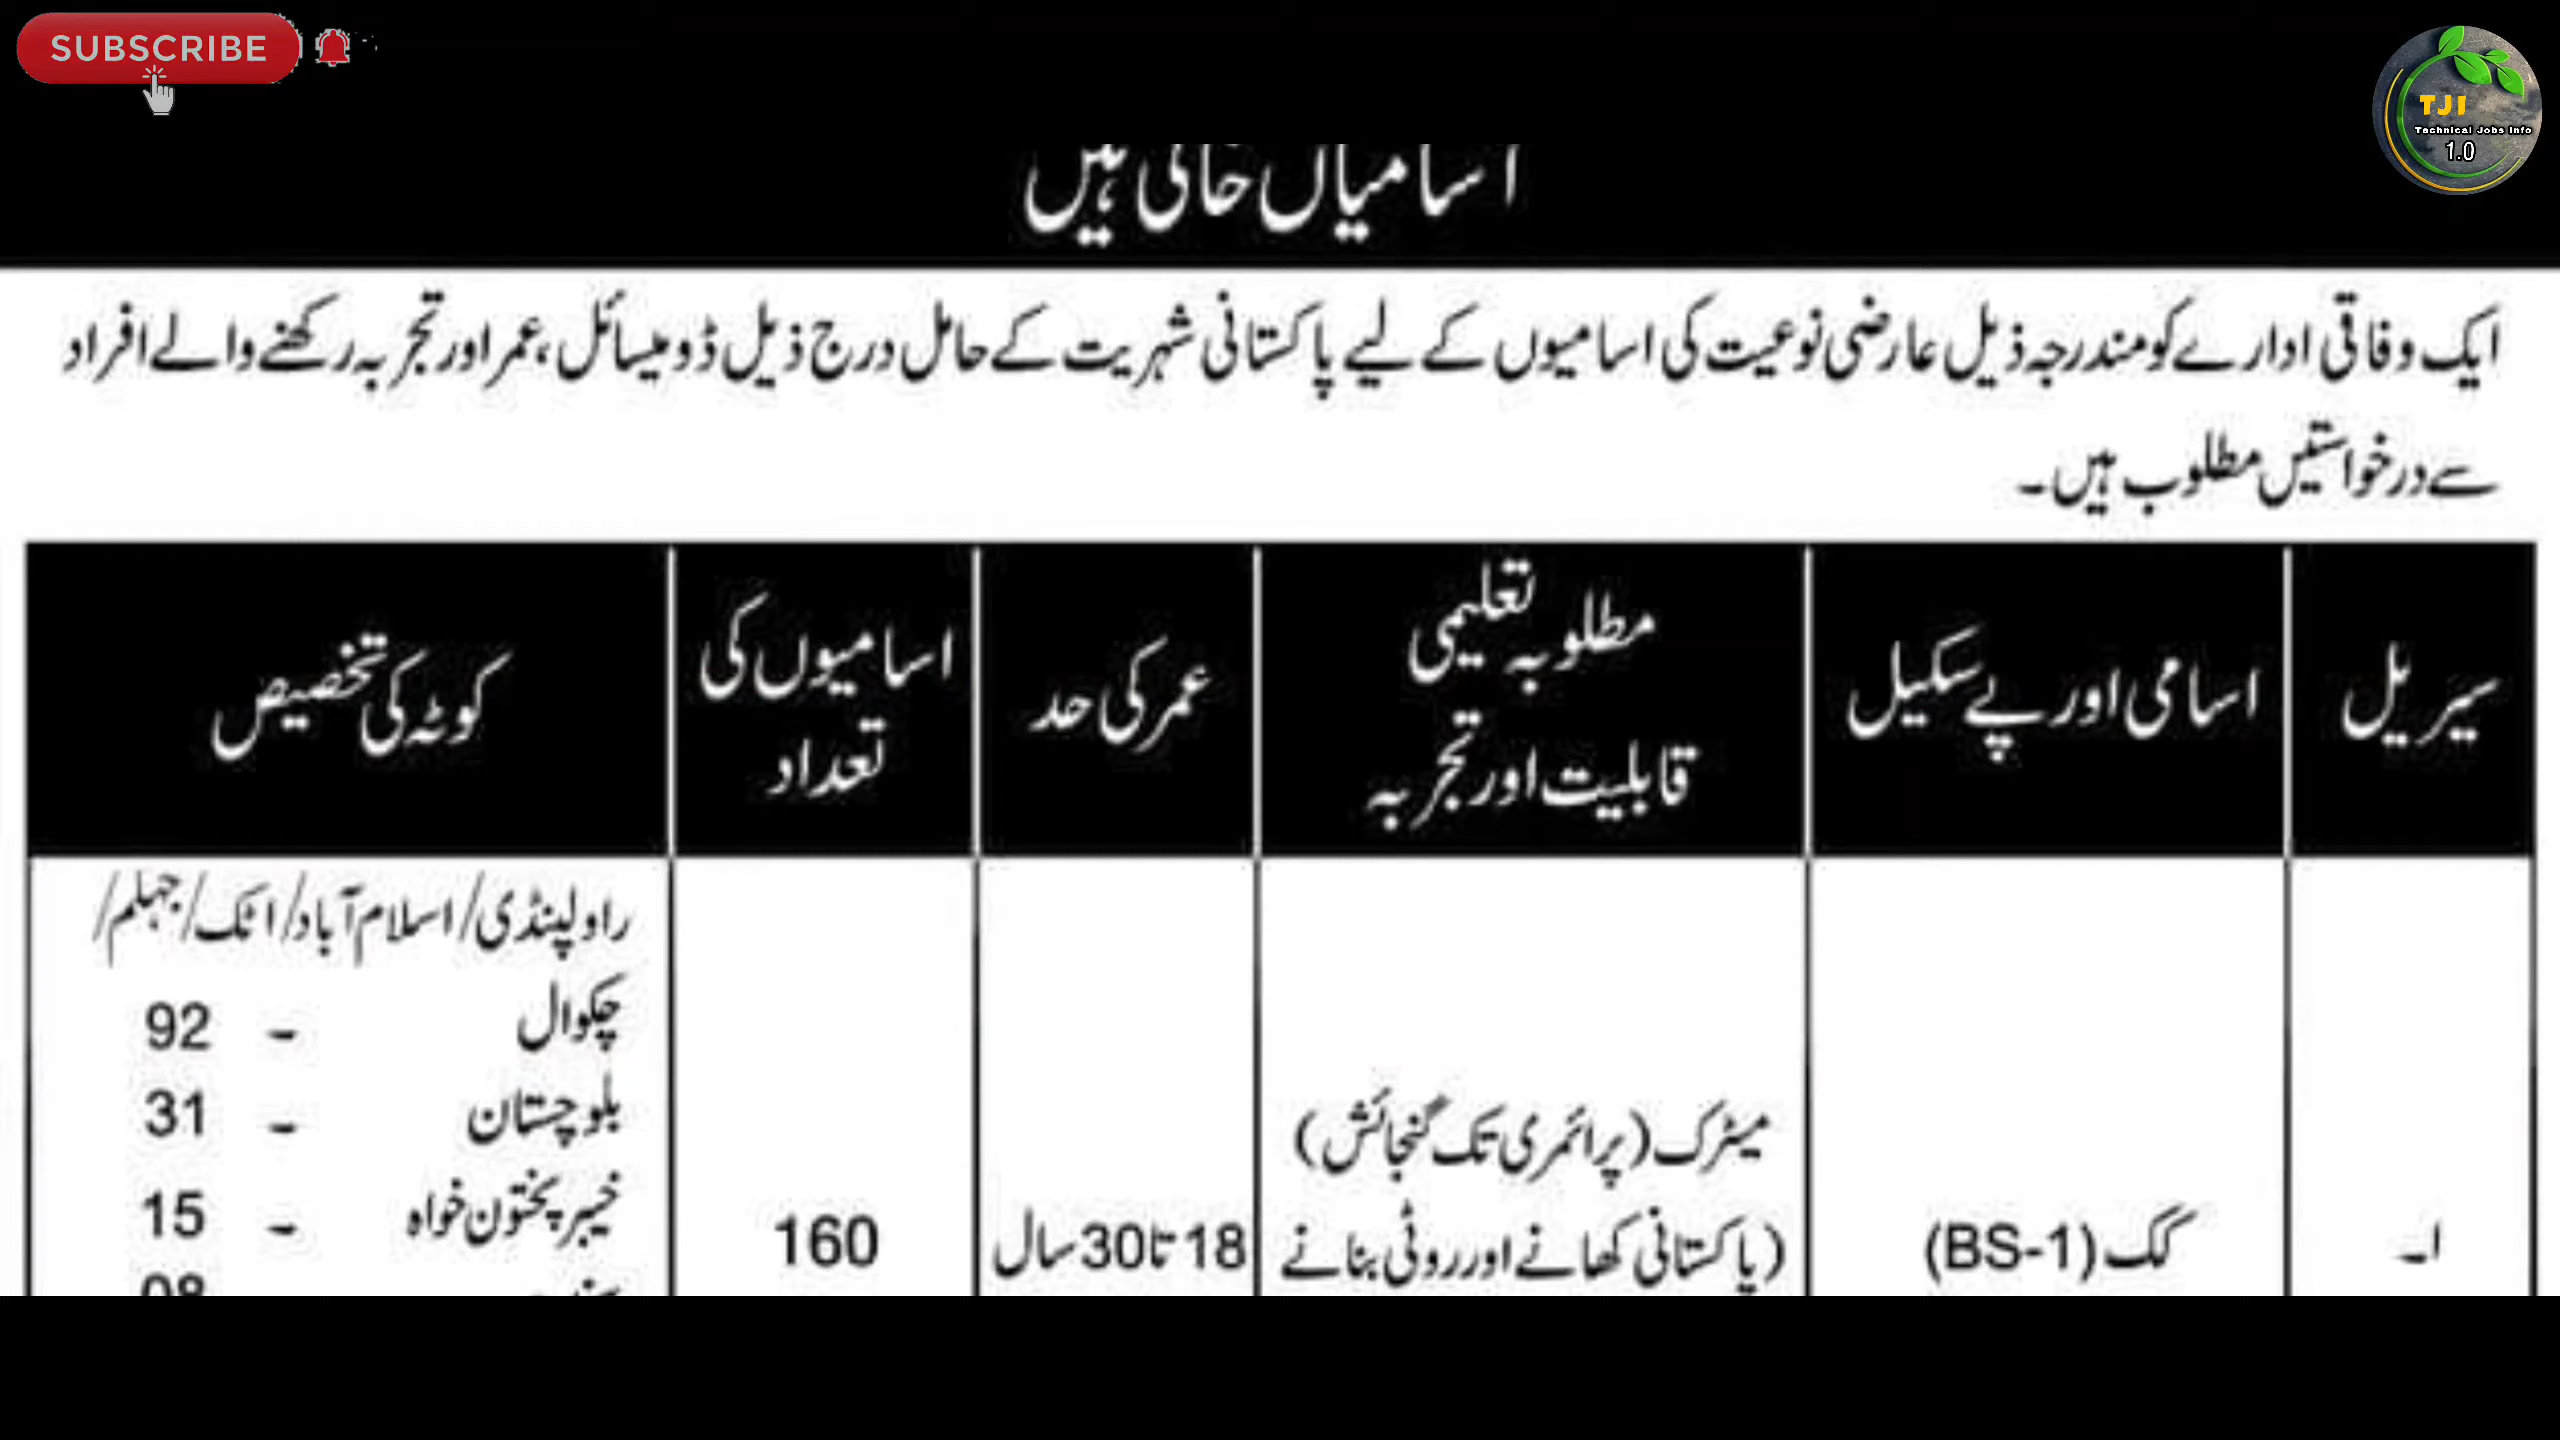 SUBSCRIBE
TJI
Technical Jobs Info
1.0
اسامیاں خالی ہیں
ایک وفاقی ادارے کو مندرجہ ذیل عارضی نوعیت کی اسامیوں کے لیے پاکستانی شہریت کے حامل درج ذیل ڈومیسائل، عمر اور تجربہ رکھنے والے افراد
سے درخواستیں مطلوب ہیں۔
سیریل
اسامی اور پے سکیل
مطلوبہ تعلیمی
قابلیت اور تجربہ
عمر کی حد
اسامیوں کی
تعداد
کوٹہ کی تخصیص
ا۔
کک (BS-1)
میٹرک (پرائمری تک گنجائش)
(پاکستانی کھانے اور روٹی بنانے
18 تا 30 سال
160
راولپنڈی/اسلام آباد/اٹک/جہلم/
چکوال - 92
بلوچستان - 31
خیبر پختون خواہ - 15
08